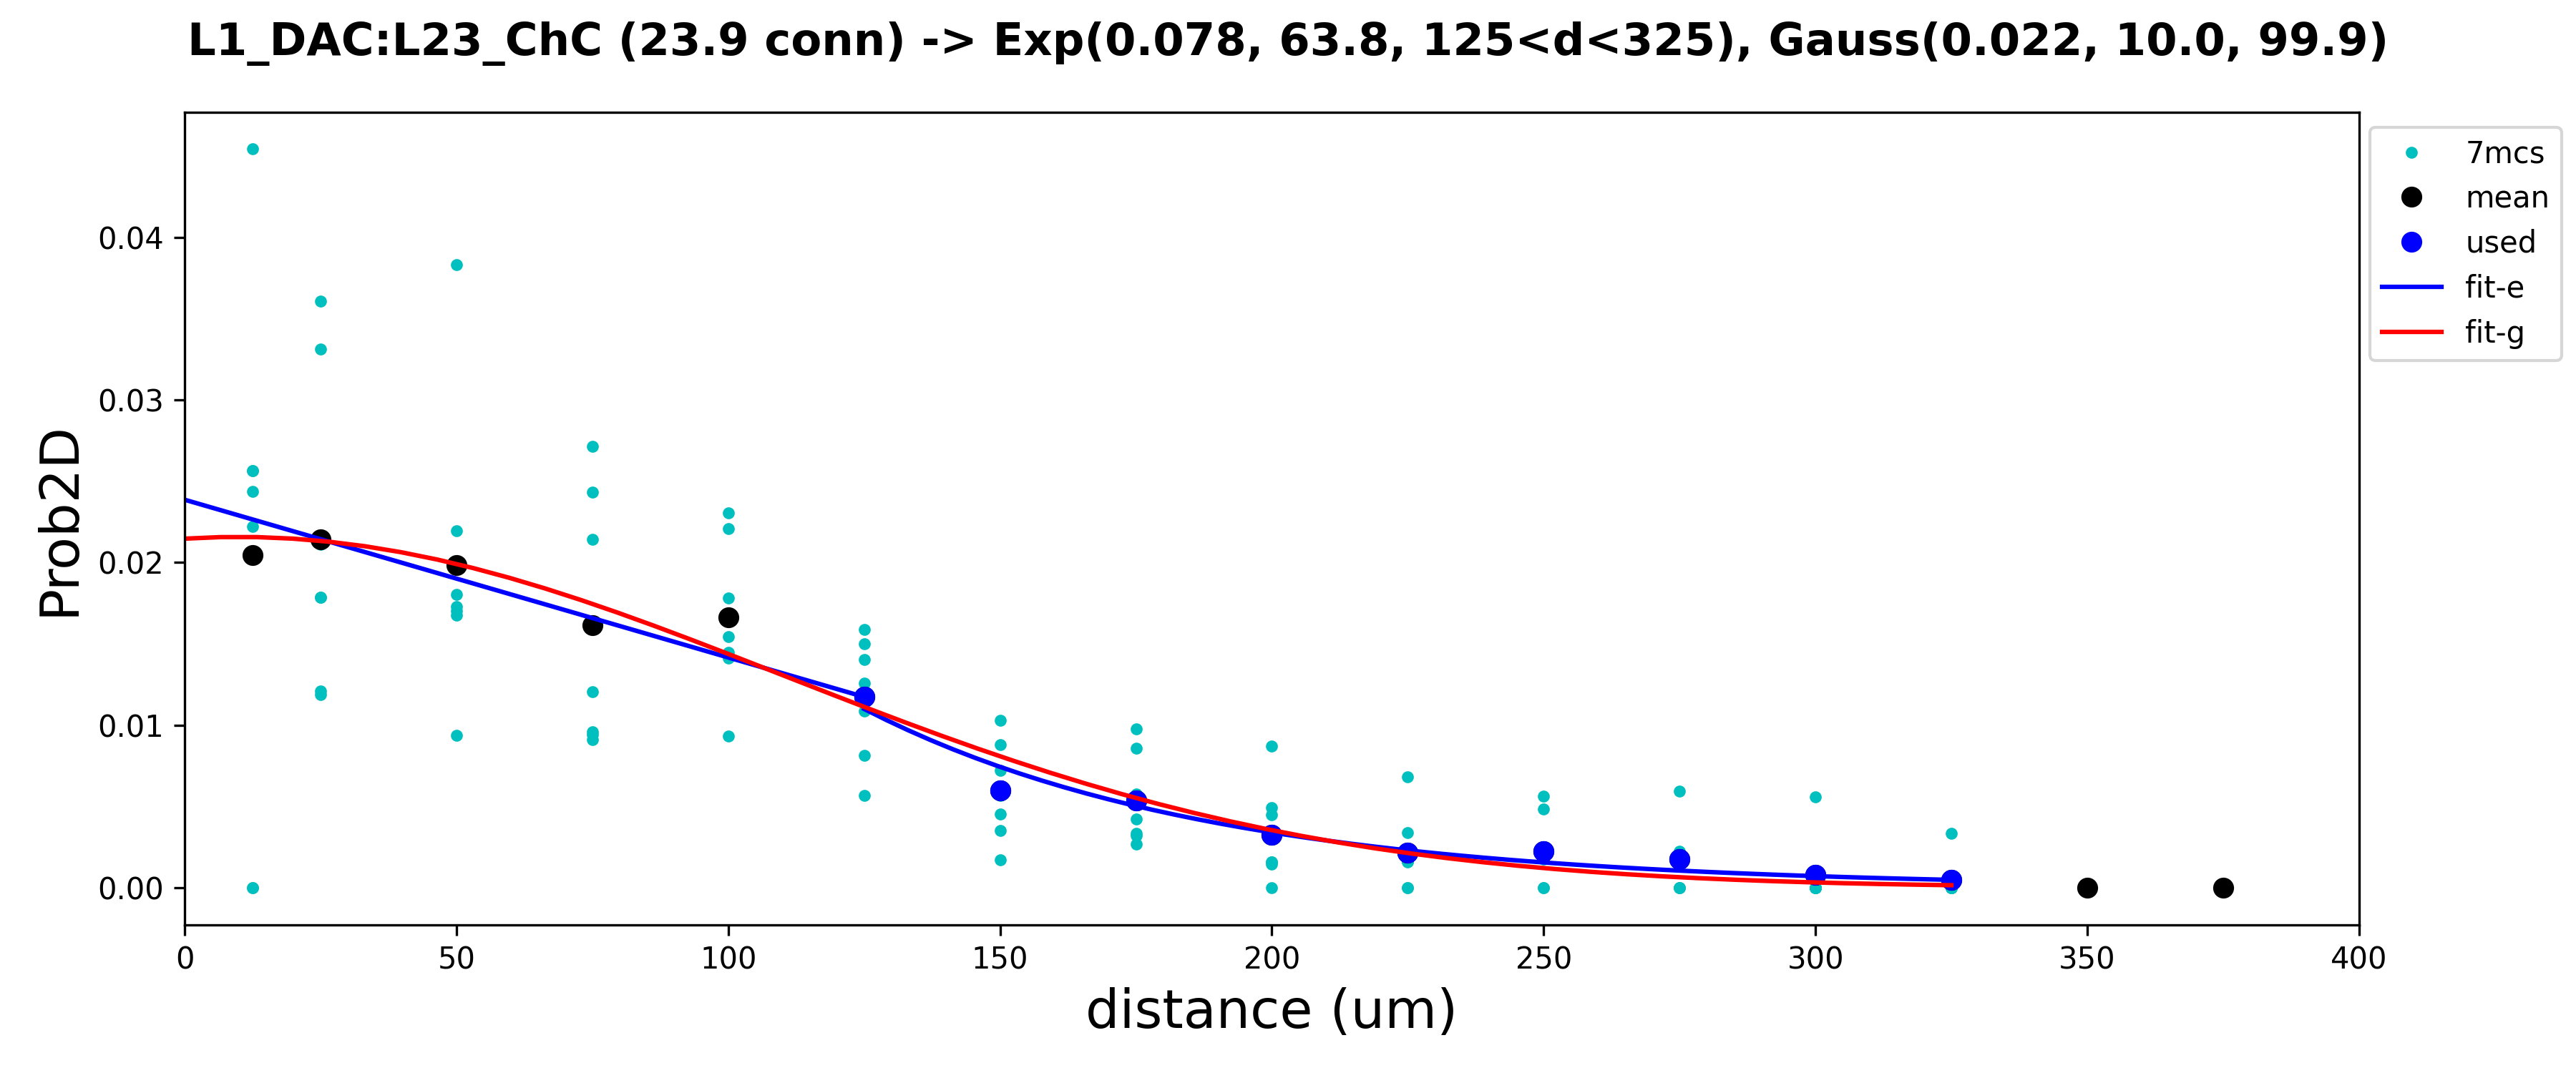 L1_DAC:L23_ChC (23.9 conn) -> Exp(0.078, 63.8, 125<d<325), Gauss(0.022, 10.0, 99.9)
7mcs
mean
used
fit-e
fit-g
Prob2D
0.04
0.03
0.02
0.01
0.00
0 50 100 150 200 250 300 350 400
distance (um)